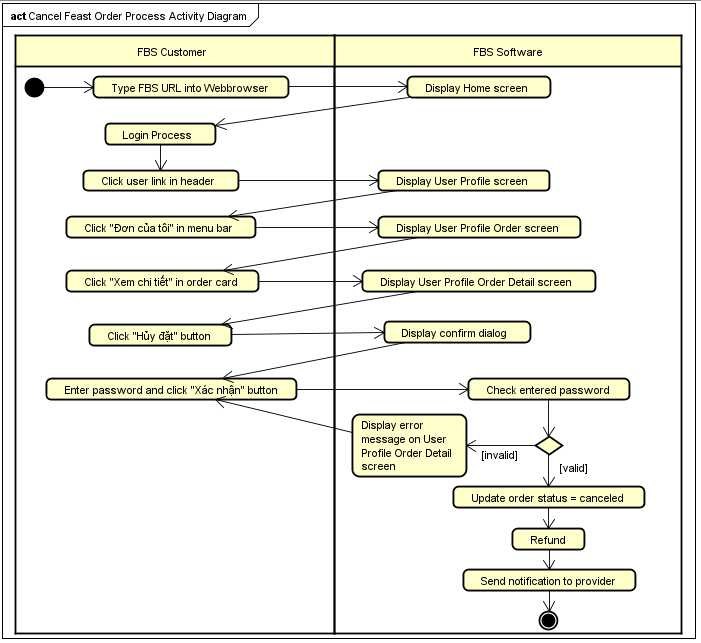 act Cancel Feast Order Process Activity Diagram
FBS Customer
FBS Software
Type FBS URL into Webbrowser
Display Home screen
Login Process
Click user link in header
Display User Profile screen
Click "Đơn của tôi" in menu bar
Display User Profile Order screen
Click "Xem chi tiết" in order card
Display User Profile Order Detail screen
Click "Hủy đặt" button
Display confirm dialog
Enter password and click "Xác nhận" button
Check entered password
Display error
message on User
Profile Order Detail
screen
[invalid]
[valid]
Update order status = canceled
Refund
Send notification to provider